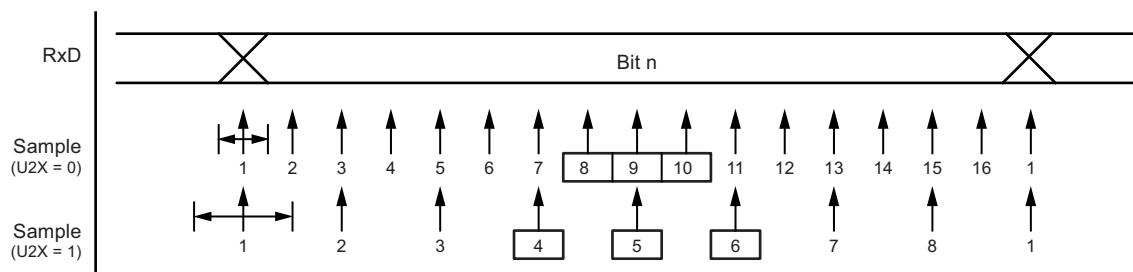 RxD
Bit n
Sample
(U2X = 0)
1 2 3 4 5 6 7 8 9 10 11 12 13 14 15 16 1
Sample
(U2X = 1)
1 2 3 4 5 6 7 8 1